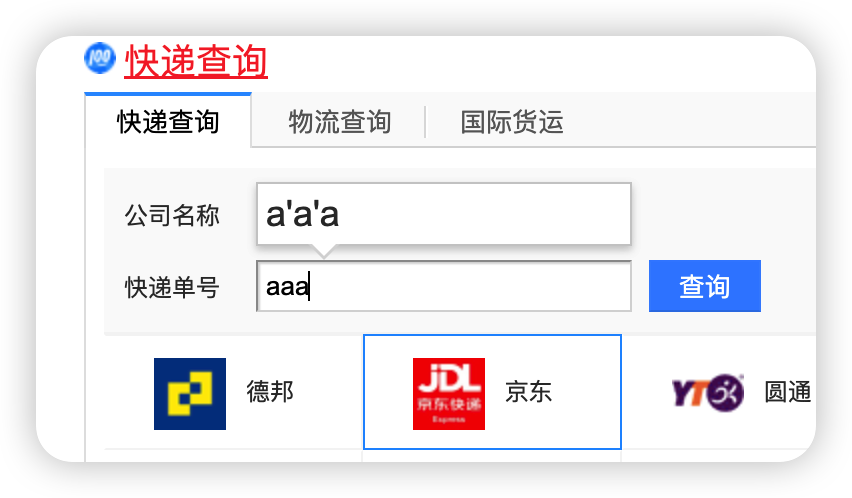 100 快递查询
快递查询 物流查询 国际货运
公司名称 a'a'a
快递单号 aaa 查询
德邦 JDL 京东快递 Express 京东 YTO 圆通